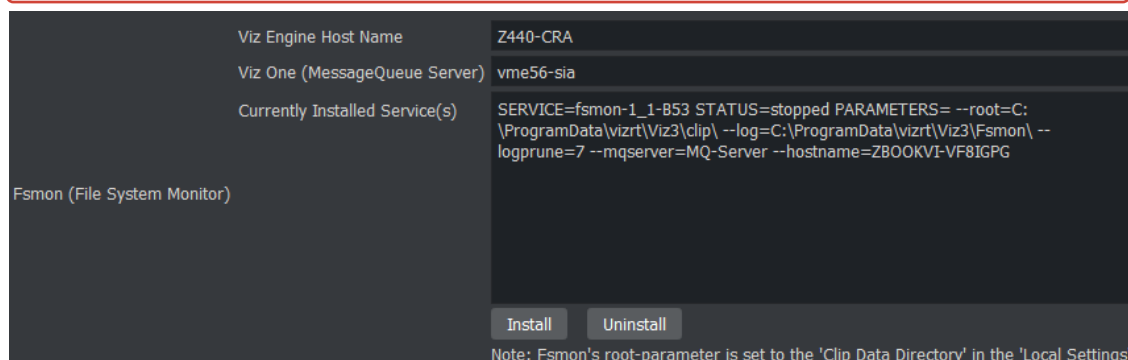 Viz Engine Host Name Z440-CRA
Viz One (MessageQueue Server) vme56-sia
Currently Installed Service(s) SERVICE=fsmon-1_1-B53 STATUS=stopped PARAMETERS= --root=C:
\ProgramData\vizrt\Viz3\clip\ --log=C:\ProgramData\vizrt\Viz3\Fsmon\ --
logprune=7 --mqserver=MQ-Server --hostname=ZBOOKVI-VF8IGPG
Fsmon (File System Monitor)
Install Uninstall
Note: Fsmon's root-parameter is set to the 'Clip Data Directory' in the 'Local Settings